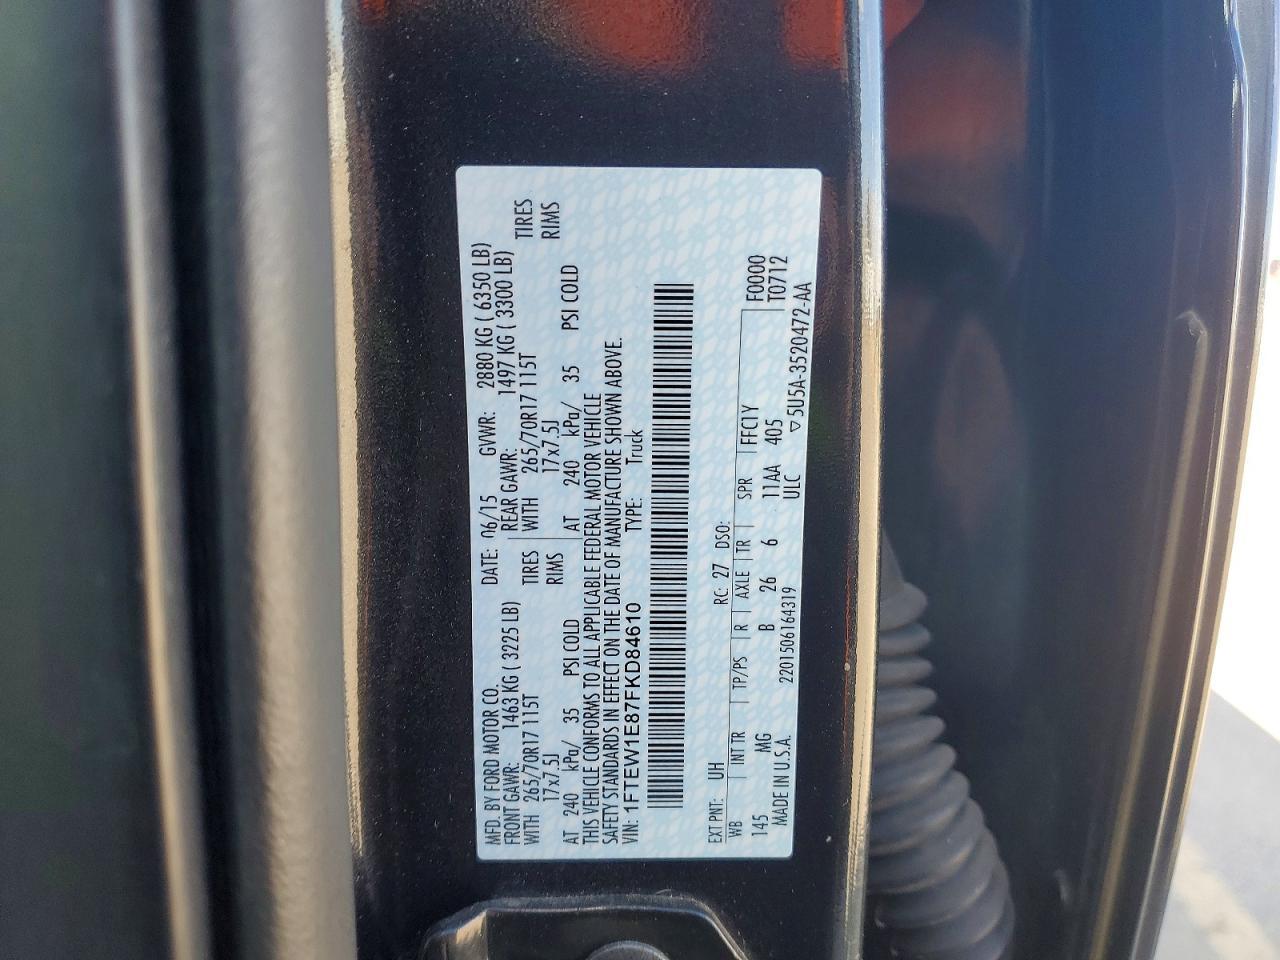 MFD. BY FORD MOTOR CO. DATE: 06/15 GVWR: 2880 KG ( 6350 LB)
FRONT GAWR: 1463 KG ( 3225 LB) REAR GAWR: 1497 KG ( 3300 LB)
WITH 265/70R17 115T TIRES WITH 265/70R17 115T TIRES
17x7.5J RIMS 17x7.5J RIMS
AT 240 kPa/ 35 PSI COLD AT 240 kPa/ 35 PSI COLD
THIS VEHICLE CONFORMS TO ALL APPLICABLE FEDERAL MOTOR VEHICLE
SAFETY STANDARDS IN EFFECT ON THE DATE OF MANUFACTURE SHOWN ABOVE.
VIN: 1FTEW1E87FKD84610 TYPE: Truck
EXT PNT: UH RC: 27 DSO:
WB INT TR TP/PS R AXLE TR SPR FFC1Y F0000
145 MG B 26 6 11AA 405 T0712
MADE IN U.S.A. 2201506164319 ULC ▽5U5A-3520472-AA